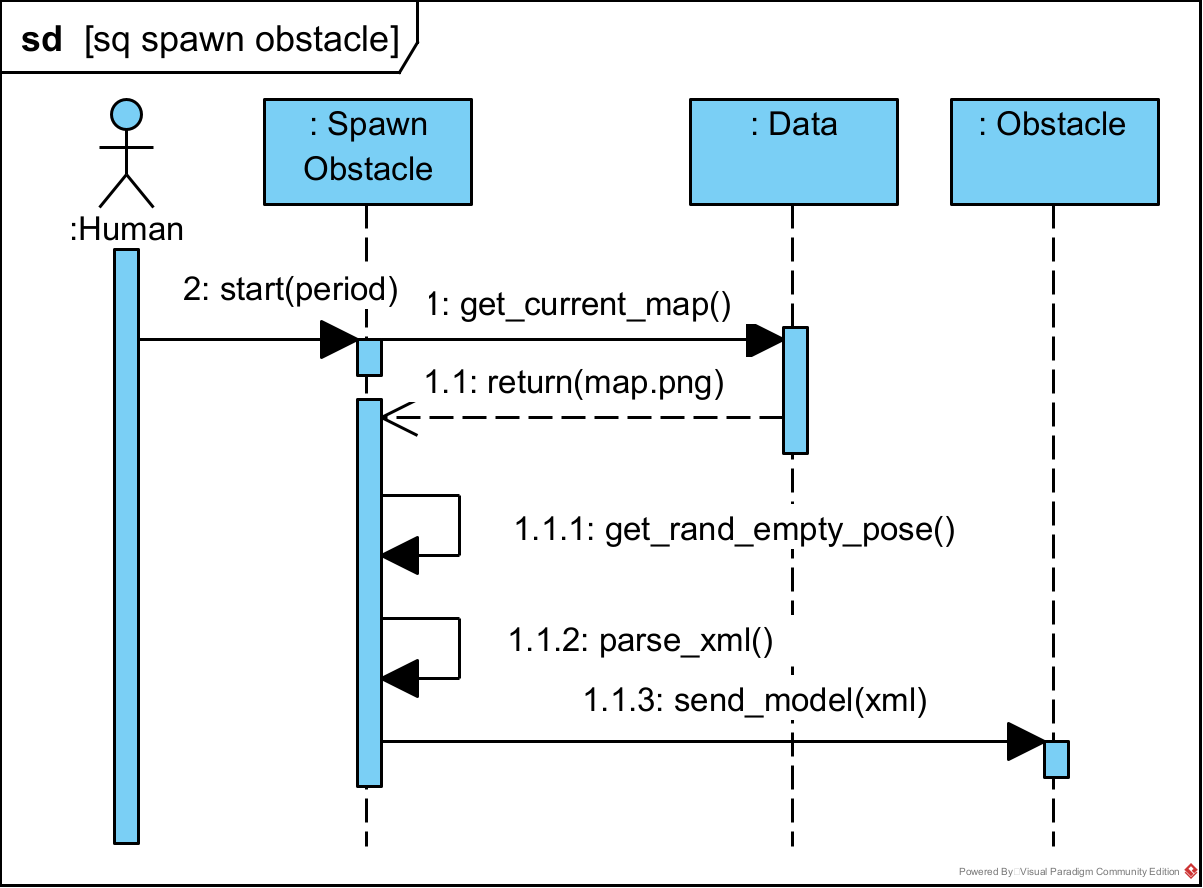 sd [sq spawn obstacle]
: Spawn
Obstacle
: Data
: Obstacle
:Human
2: start(period)
1: get_current_map()
1.1: return(map.png)
1.1.1: get_rand_empty_pose()
1.1.2: parse_xml()
1.1.3: send_model(xml)
Powered By Visual Paradigm Community Edition